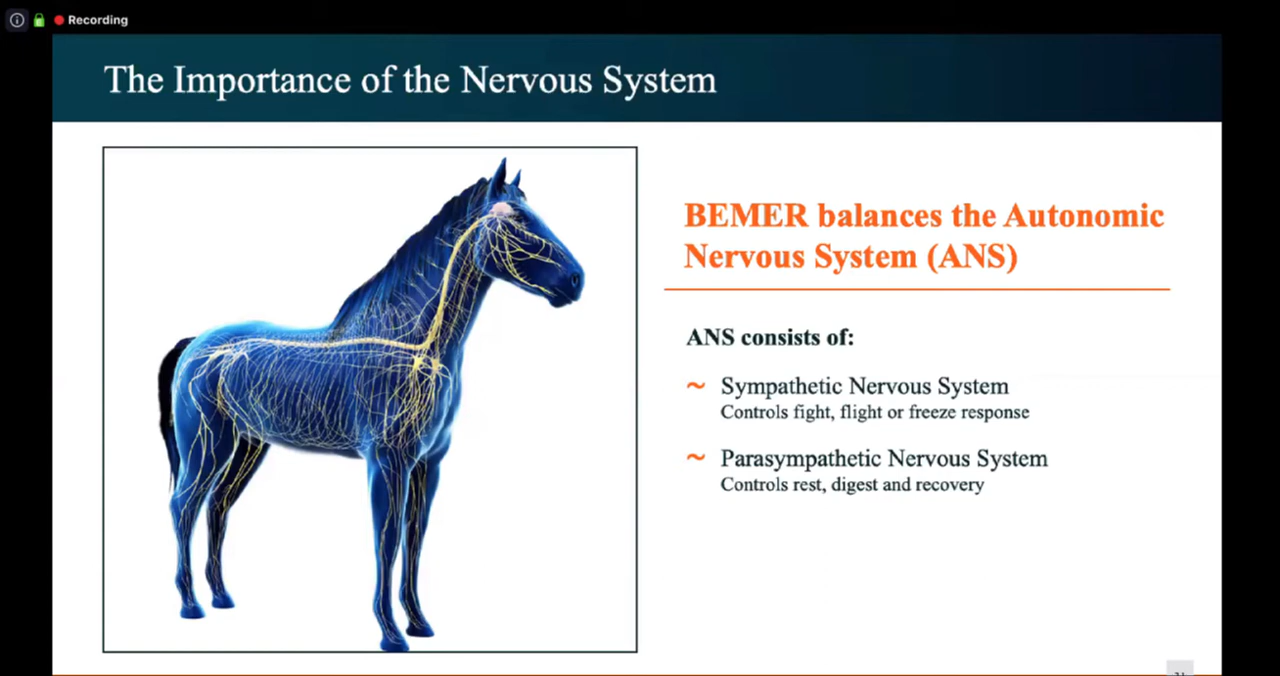 Recording
The Importance of the Nervous System
BEMER balances the Autonomic
Nervous System (ANS)
ANS consists of:
~ Sympathetic Nervous System
Controls fight, flight or freeze response
~ Parasympathetic Nervous System
Controls rest, digest and recovery